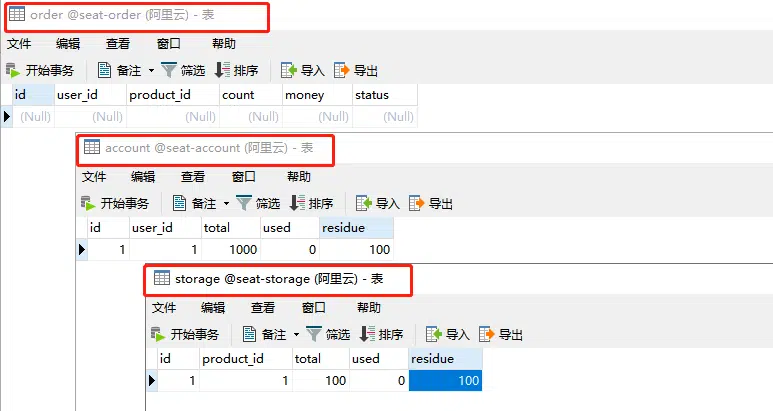 order @seat-order (阿里云) - 表
文件 编辑 查看 窗口 帮助
开始事务 备注 筛选 排序 导入 导出
id user_id product_id count money status
(Null) (Null) (Null) (Null) (Null) (Null)
account @seat-account (阿里云) - 表
文件 编辑 查看 窗口 帮助
开始事务 备注 筛选 排序 导入 导出
id user_id total used residue
1 1 1000 0 100
storage @seat-storage (阿里云) - 表
文件 编辑 查看 窗口 帮助
开始事务 备注 筛选 排序 导入 导出
id product_id total used residue
1 1 100 0 100